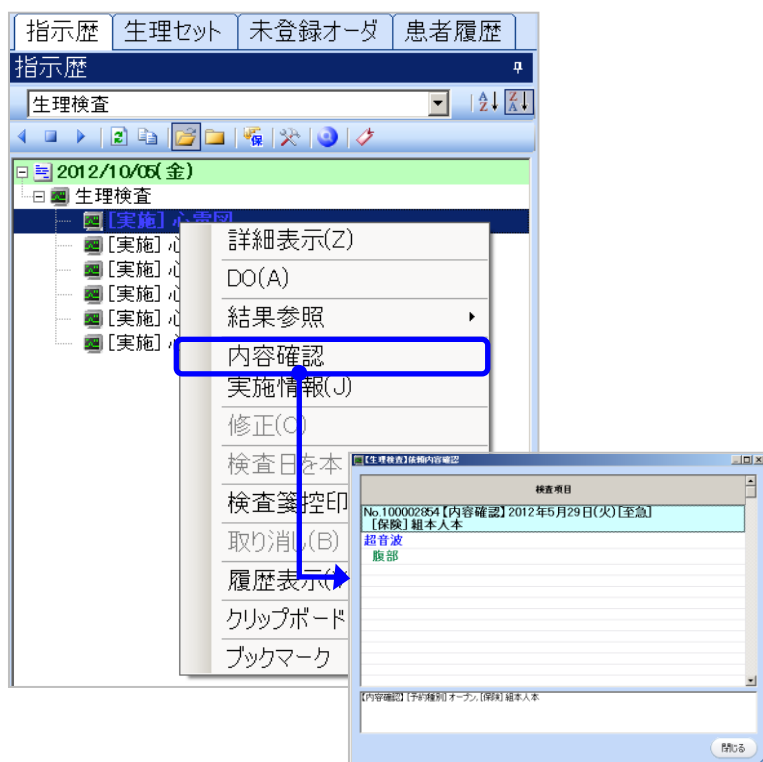 指示歴 生理セット 未登録オーダ 患者履歴
指示歴
生理検査
2012/10/05(金)
生理検査
[実施] 心電図
[実施] 心
[実施] 心
[実施] 心
[実施] 心
[実施]
詳細表示(Z)
DO(A)
結果参照
内容確認
実施情報(J)
修正(O)
検査日を本
検査箋控印
取り消し(B)
履歴表示(
クリップボード
ブックマーク
【生理検査】依頼内容確認
検査項目
No.100002854【内容確認】2012年5月29日(火)[至急]
[保険] 組本人本
超音波
腹部
【内容確認】 [予約種別] オープン, [保険] 組本人本
閉じる